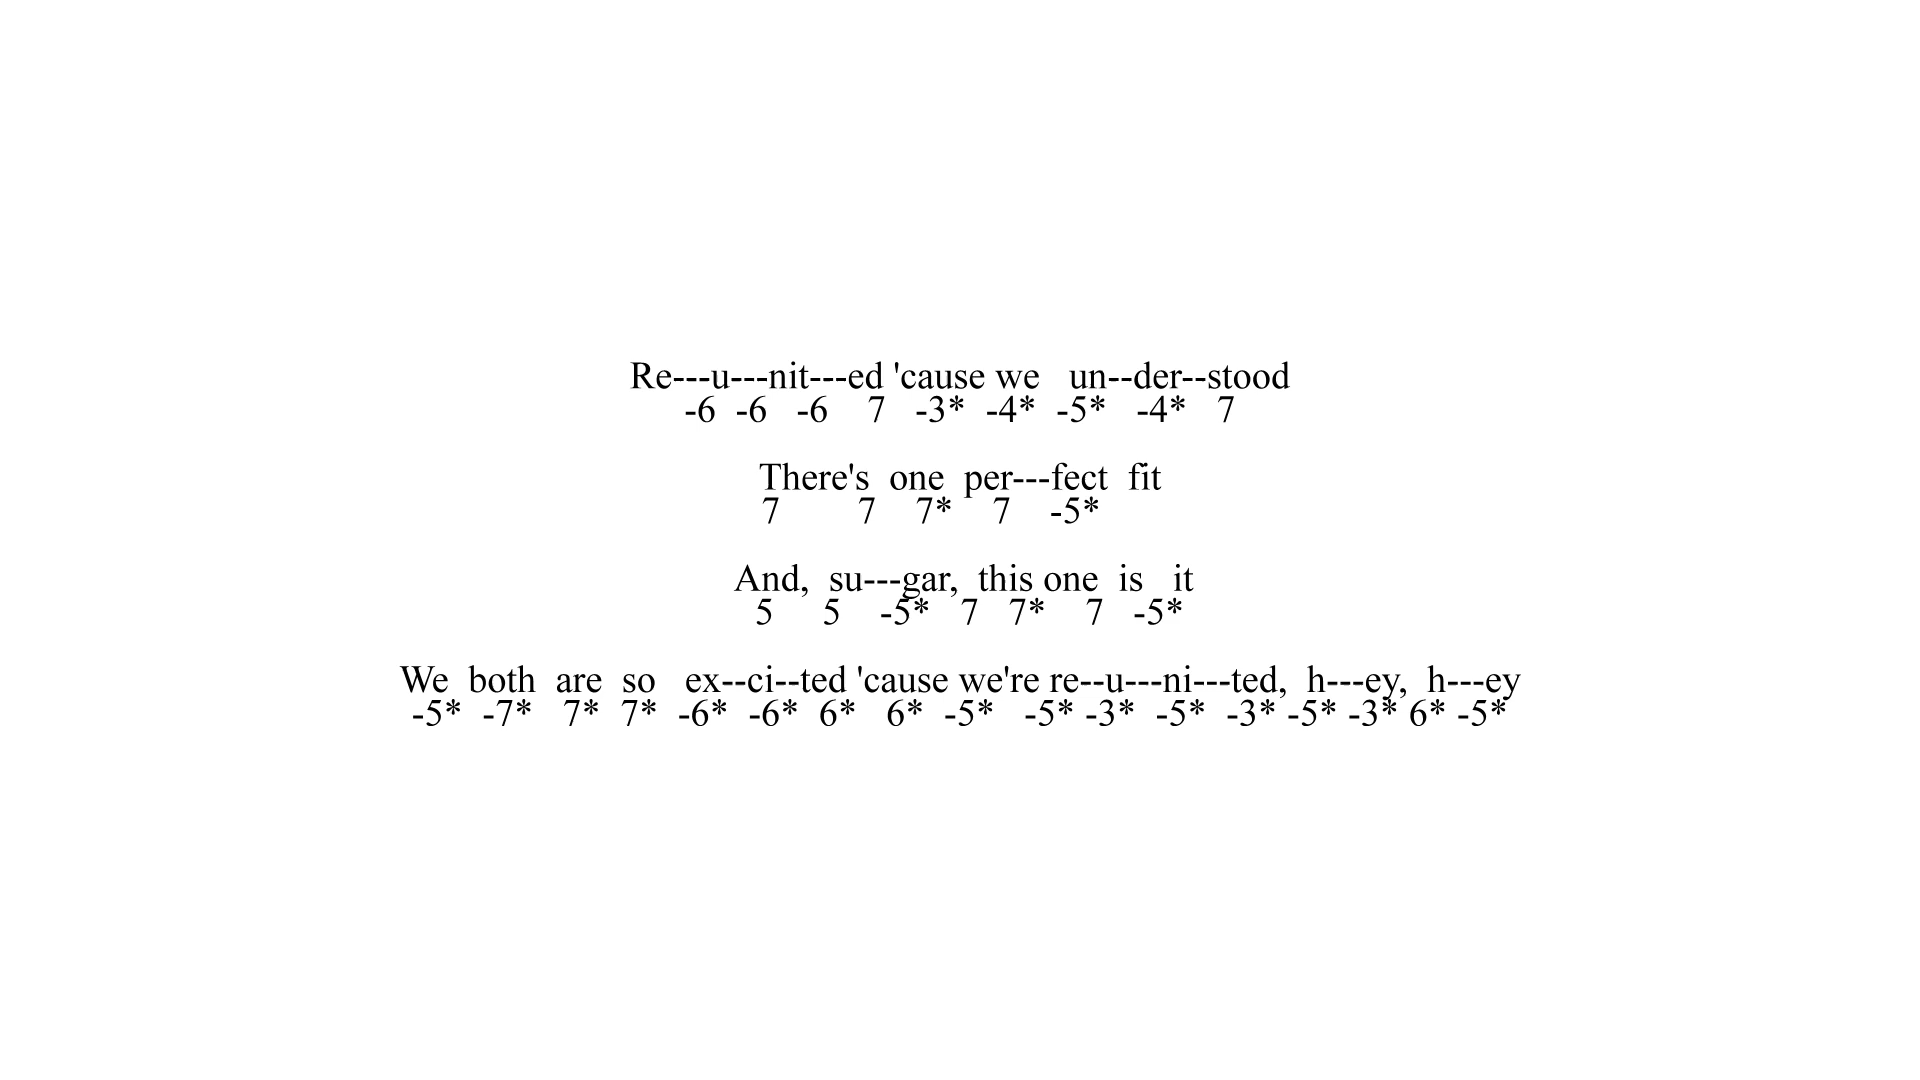 Re---u---nit---ed 'cause we un--der--stood
-6 -6 -6 7 -3* -4* -5* -4* 7
There's one per---fect fit
7 7 7* 7 -5*
And, su---gar, this one is it
5 5 -5* 7 7* 7 -5*
We both are so ex--ci--ted 'cause we're re--u---ni---ted, h---ey, h---ey
-5* -7* 7* 7* -6* -6* 6* 6* -5* -5* -3* -5* -3* -5* -3* 6* -5*